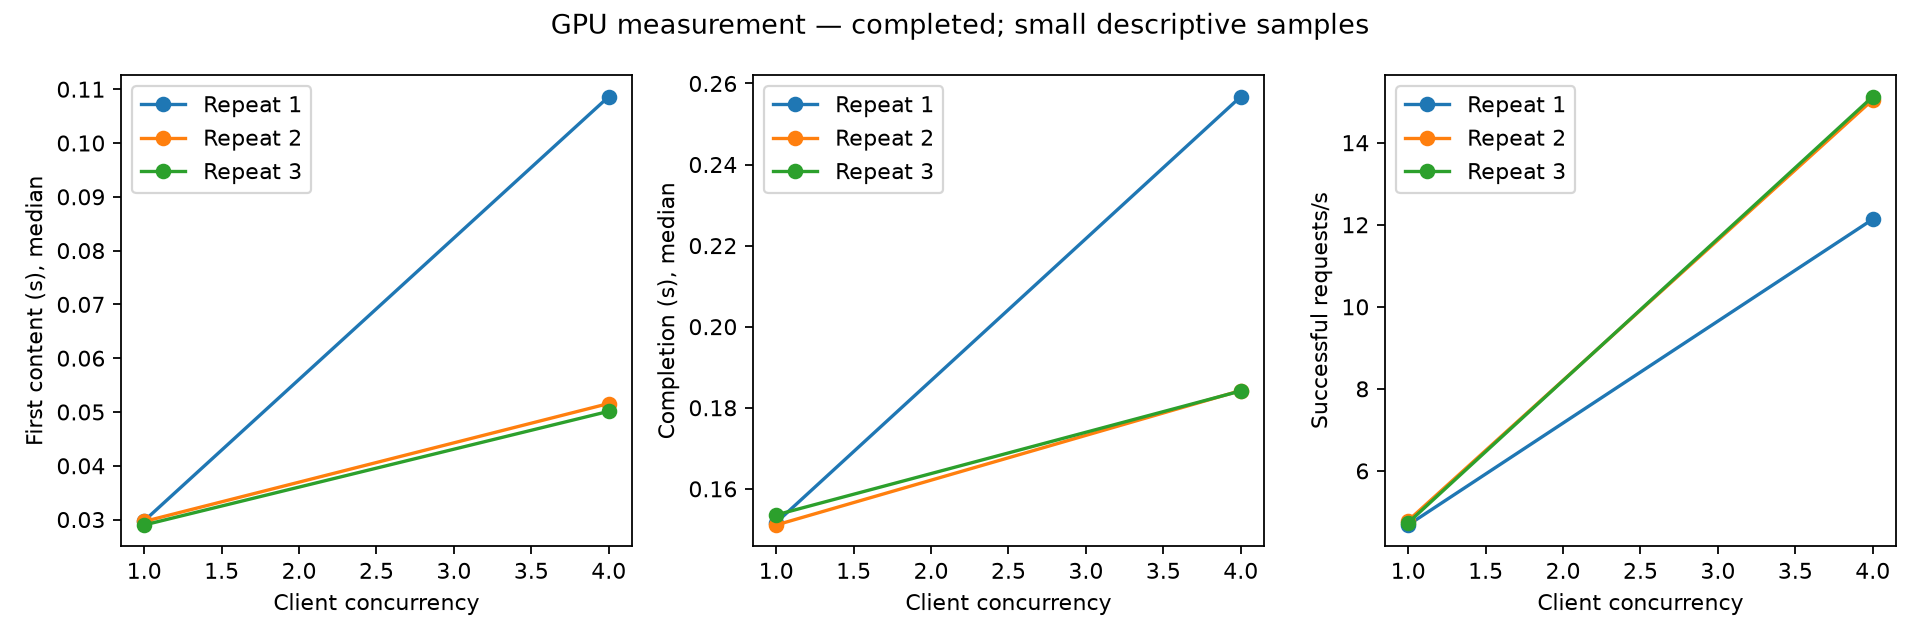 GPU measurement — completed; small descriptive samples
First content (s), median
0.11
0.10
0.09
0.08
0.07
0.06
0.05
0.04
0.03
Repeat 1
Repeat 2
Repeat 3
1.0 1.5 2.0 2.5 3.0 3.5 4.0
Client concurrency
Completion (s), median
0.26
0.24
0.22
0.20
0.18
0.16
Repeat 1
Repeat 2
Repeat 3
1.0 1.5 2.0 2.5 3.0 3.5 4.0
Client concurrency
Successful requests/s
14
12
10
8
6
Repeat 1
Repeat 2
Repeat 3
1.0 1.5 2.0 2.5 3.0 3.5 4.0
Client concurrency